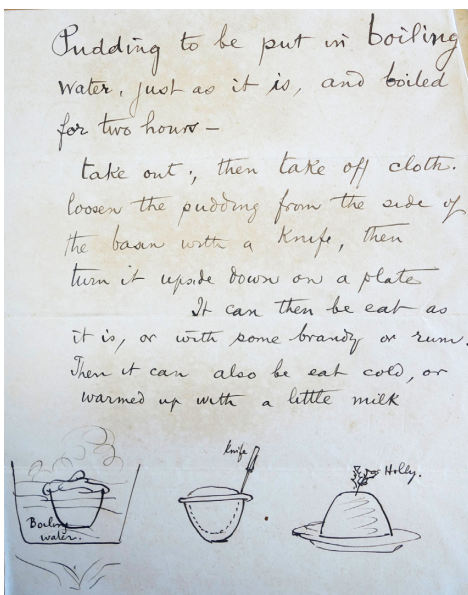 Pudding to be put in boiling
water, just as it is, and boiled
for two hours –
take out; then take off cloth.
loosen the pudding from the side of
the basin with a knife, then
turn it upside down on a plate
It can then be eat as
it is, or with some brandy or rum.
Then it can also be eat cold, or
warmed up with a little milk
knife
Holly.
Boiling
water.